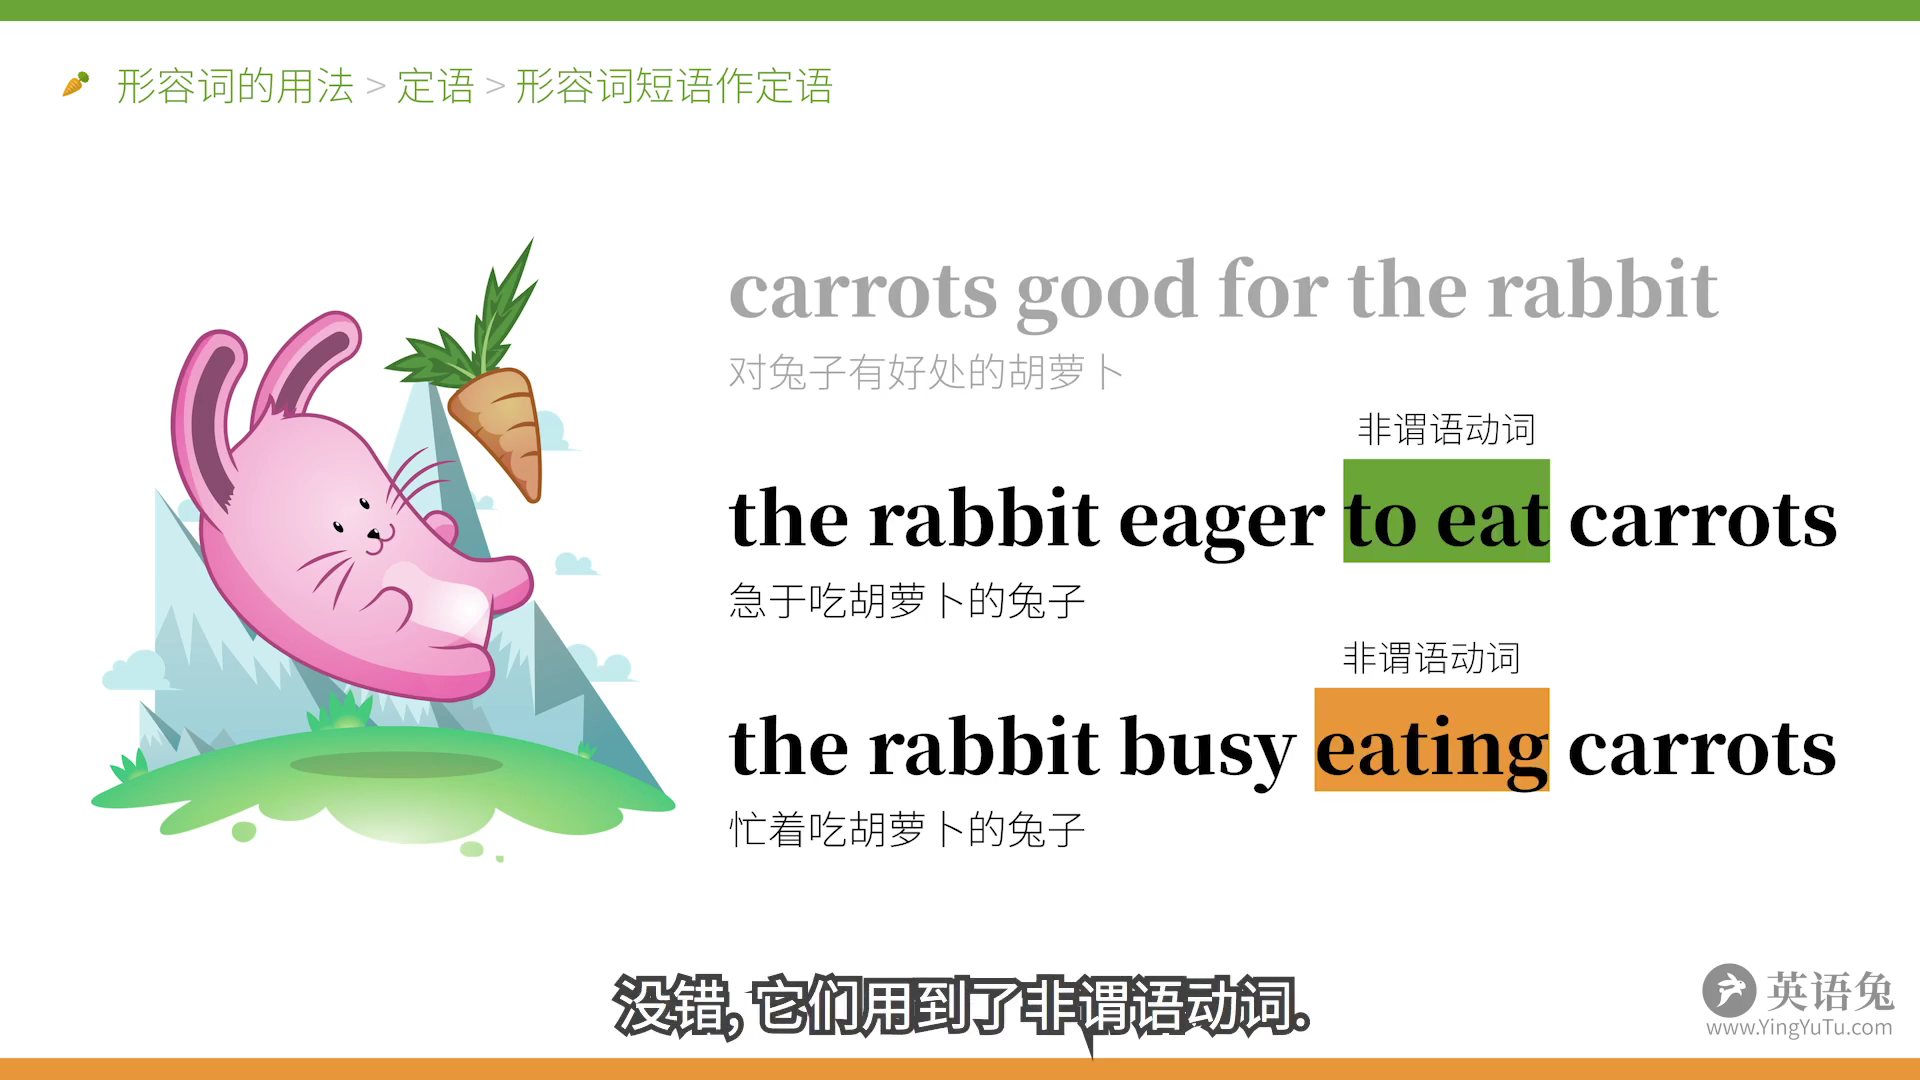 形容词的用法 > 定语 > 形容词短语作定语
carrots good for the rabbit
对兔子有好处的胡萝卜
非谓语动词
the rabbit eager to eat carrots
急于吃胡萝卜的兔子
非谓语动词
the rabbit busy eating carrots
忙着吃胡萝卜的兔子
没错, 它们用到了非谓语动词.
英语兔
www.YingYuTu.com